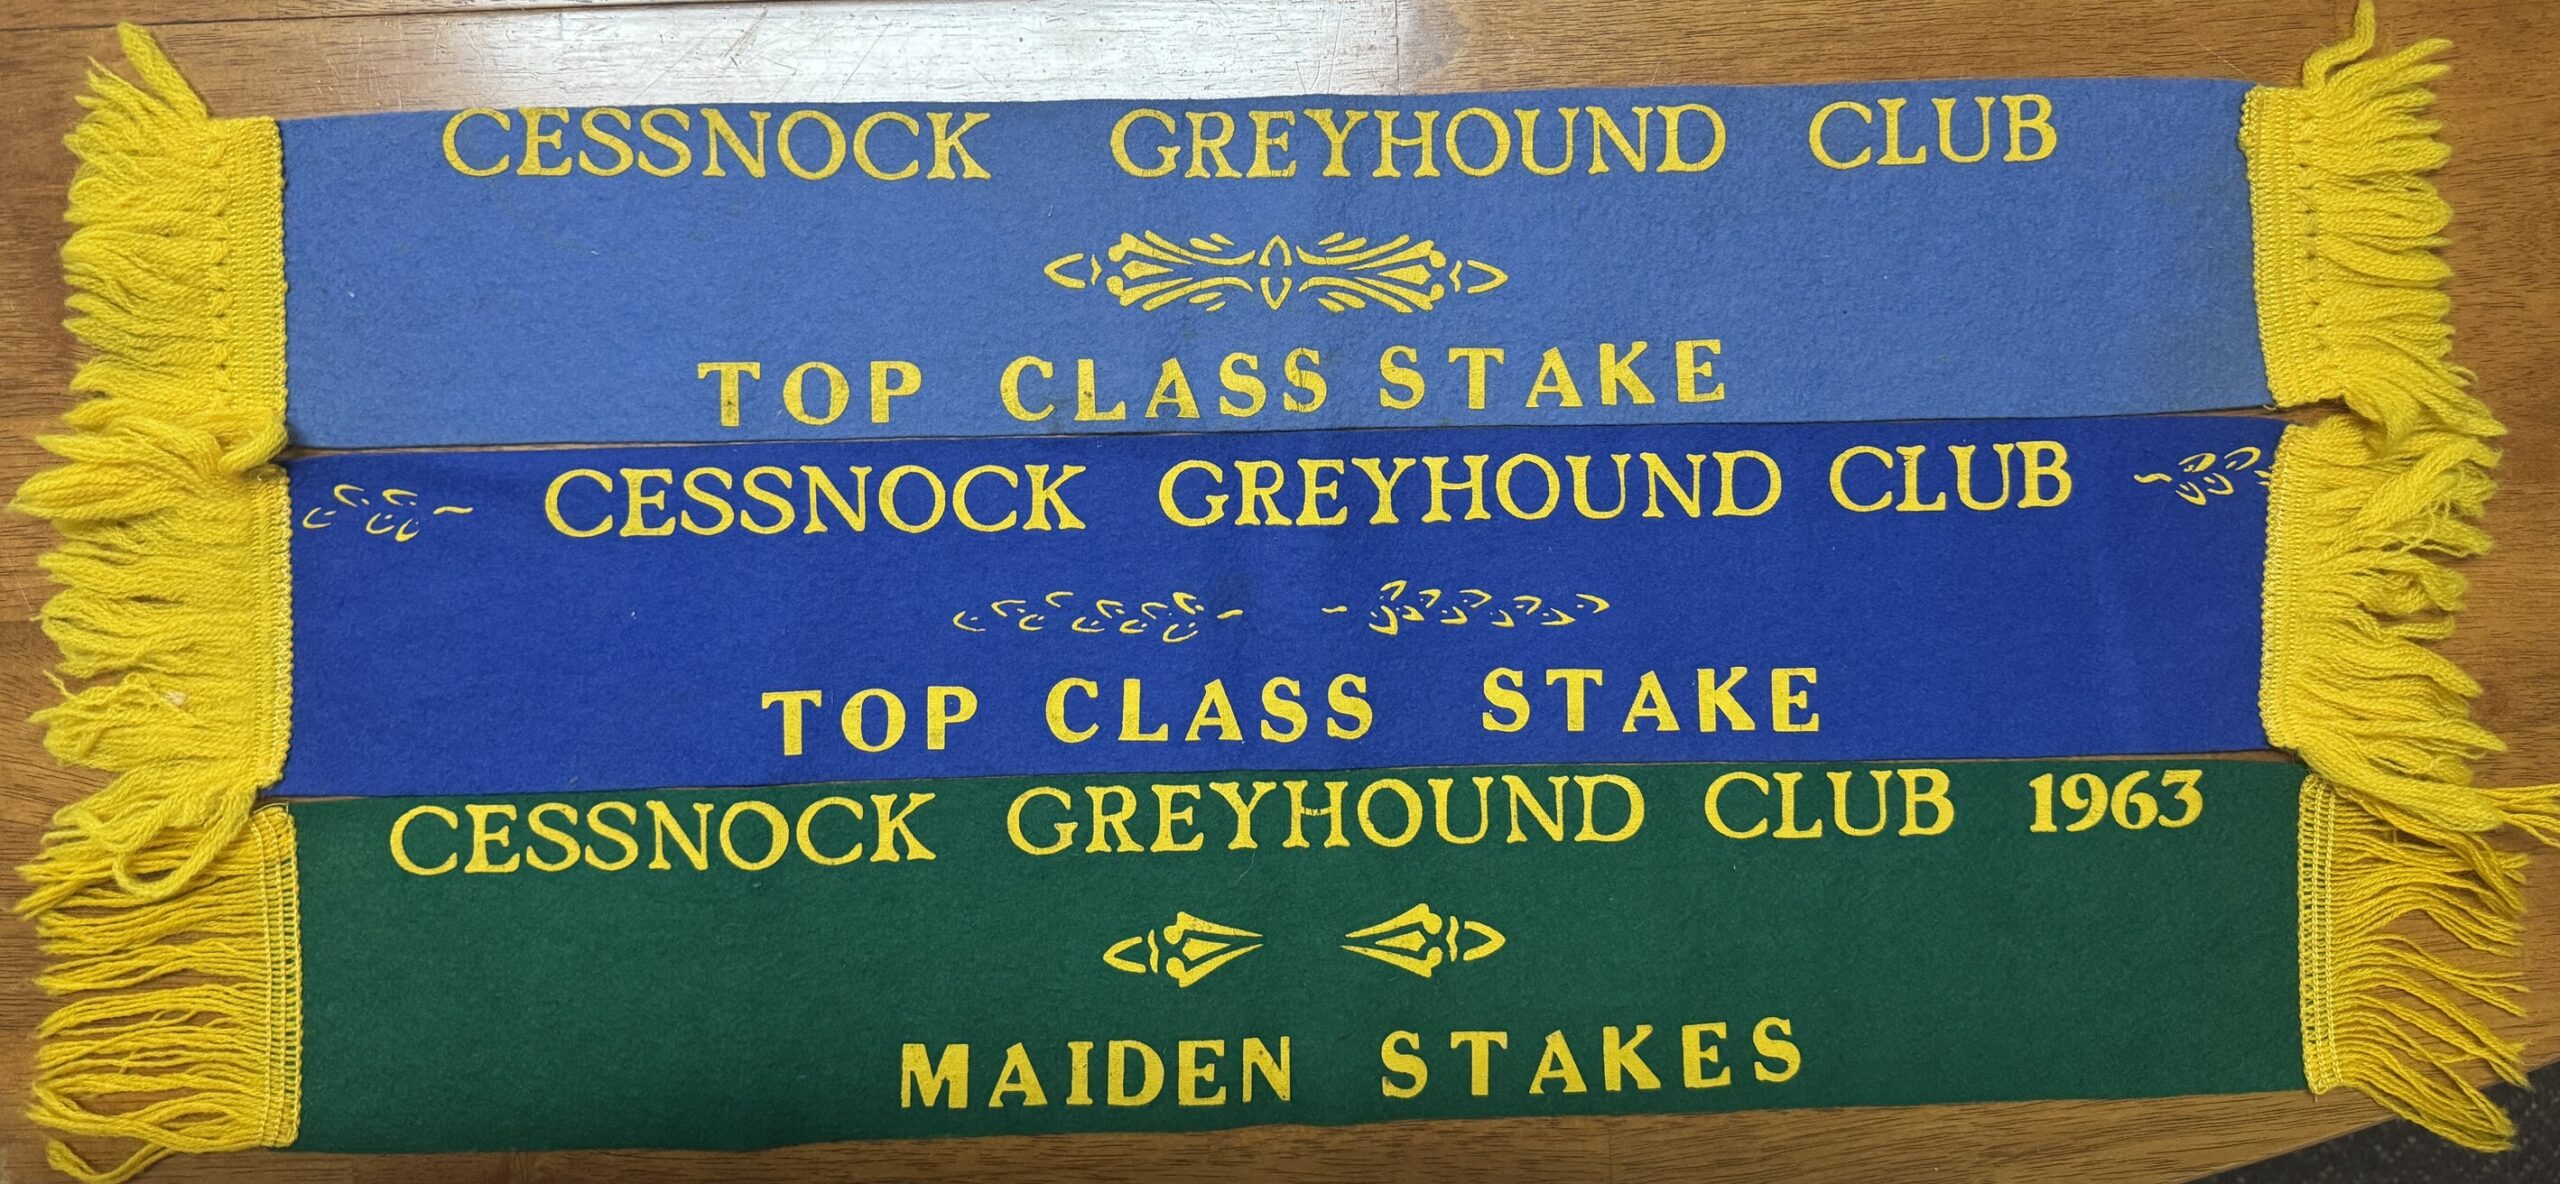 CESSNOCK GREYHOUND CLUB
TOP CLASS STAKE
CESSNOCK GREYHOUND CLUB
TOP CLASS STAKE
CESSNOCK GREYHOUND CLUB 1963
MAIDEN STAKES